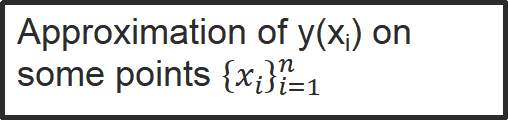 Approximation of y(xᵢ) on
some points {𝑥ᵢ}ⁿᵢ₌₁